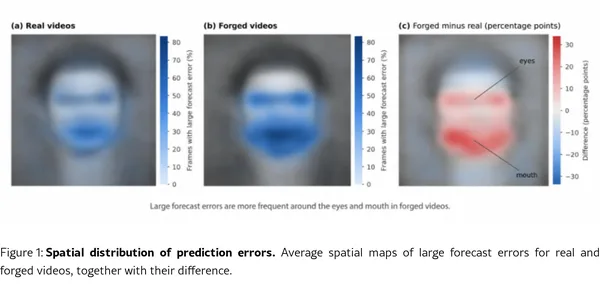 (a) Real videos
(b) Forged videos
(c) Forged minus real (percentage points)
80
70
60
50
40
30
20
10
0
Frames with large forecast error (%)
80
70
60
50
40
30
20
10
0
Frames with large forecast error (%)
eyes
mouth
30
20
10
0
−10
−20
−30
Difference (percentage points)
Large forecast errors are more frequent around the eyes and mouth in forged videos.
Figure 1: Spatial distribution of prediction errors. Average spatial maps of large forecast errors for real and
forged videos, together with their difference.